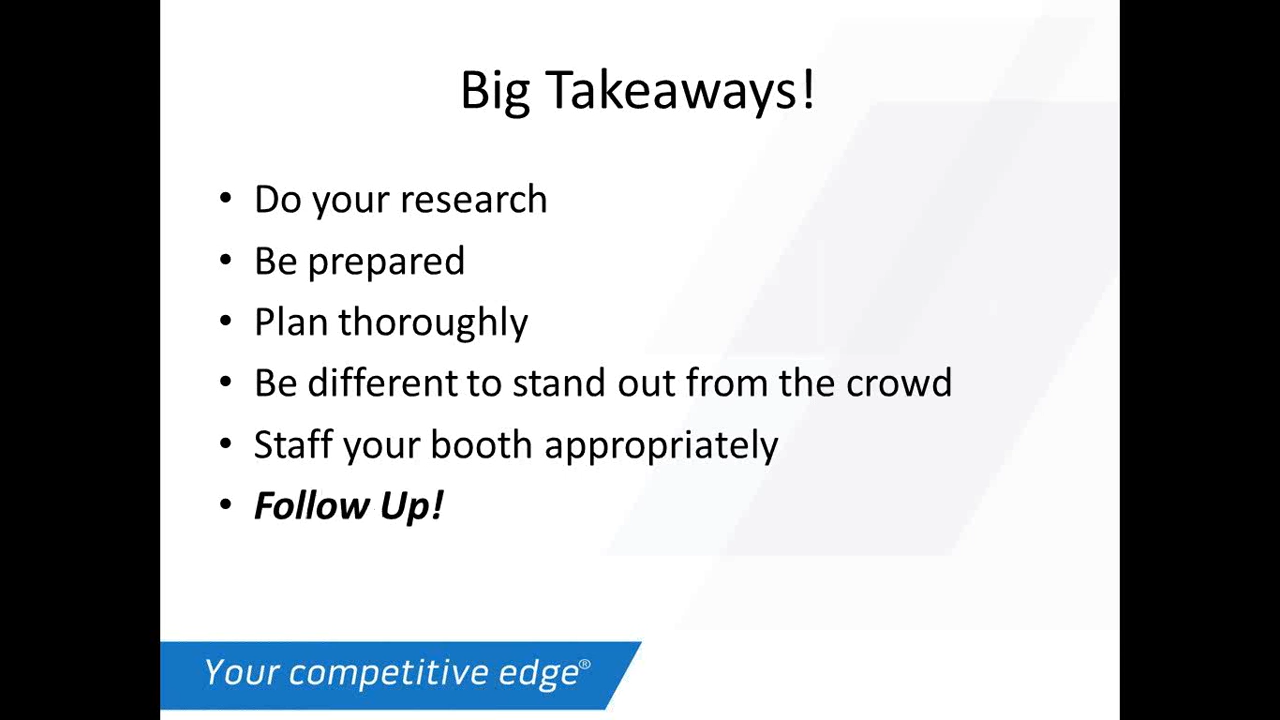 Big Takeaways!
• Do your research
• Be prepared
• Plan thoroughly
• Be different to stand out from the crowd
• Staff your booth appropriately
• Follow Up!
Your competitive edge®